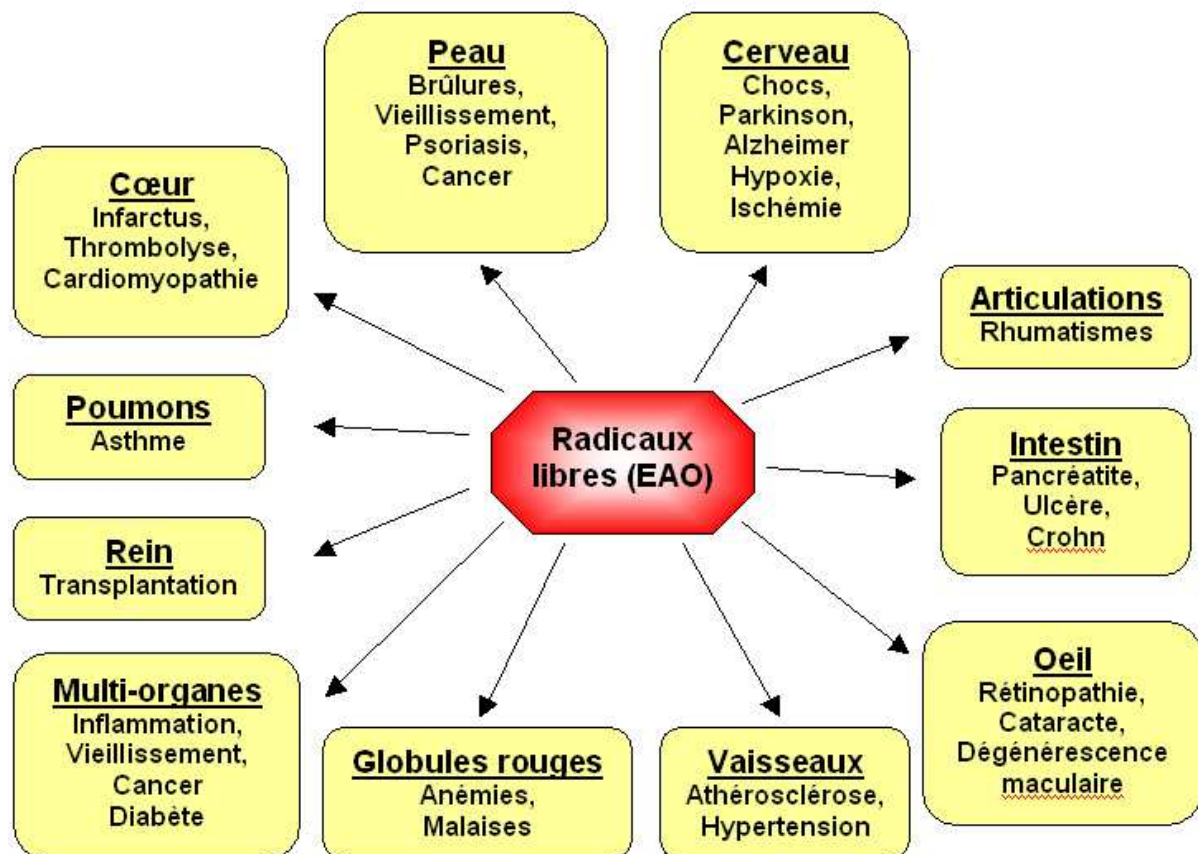 Peau
Brûlures,
Vieillissement,
Psoriasis,
Cancer
Cerveau
Chocs,
Parkinson,
Alzheimer
Hypoxie,
Ischémie
Cœur
Infarctus,
Thrombolyse,
Cardiomyopathie
Articulations
Rhumatismes
Poumons
Asthme
Radicaux
libres (EAO)
Intestin
Pancréatite,
Ulcère,
Crohn
Rein
Transplantation
Multi-organes
Inflammation,
Vieillissement,
Cancer
Diabète
Globules rouges
Anémies,
Malaises
Vaisseaux
Athérosclérose,
Hypertension
Oeil
Rétinopathie,
Cataracte,
Dégénérescence
maculaire